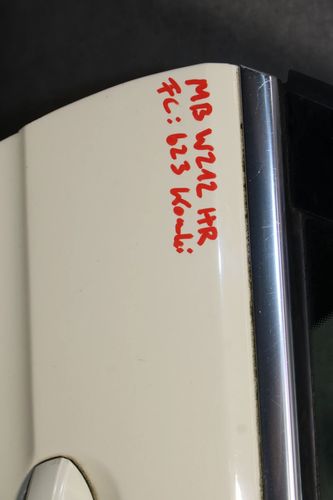 MB W212 HR
FC: 623 Kombi